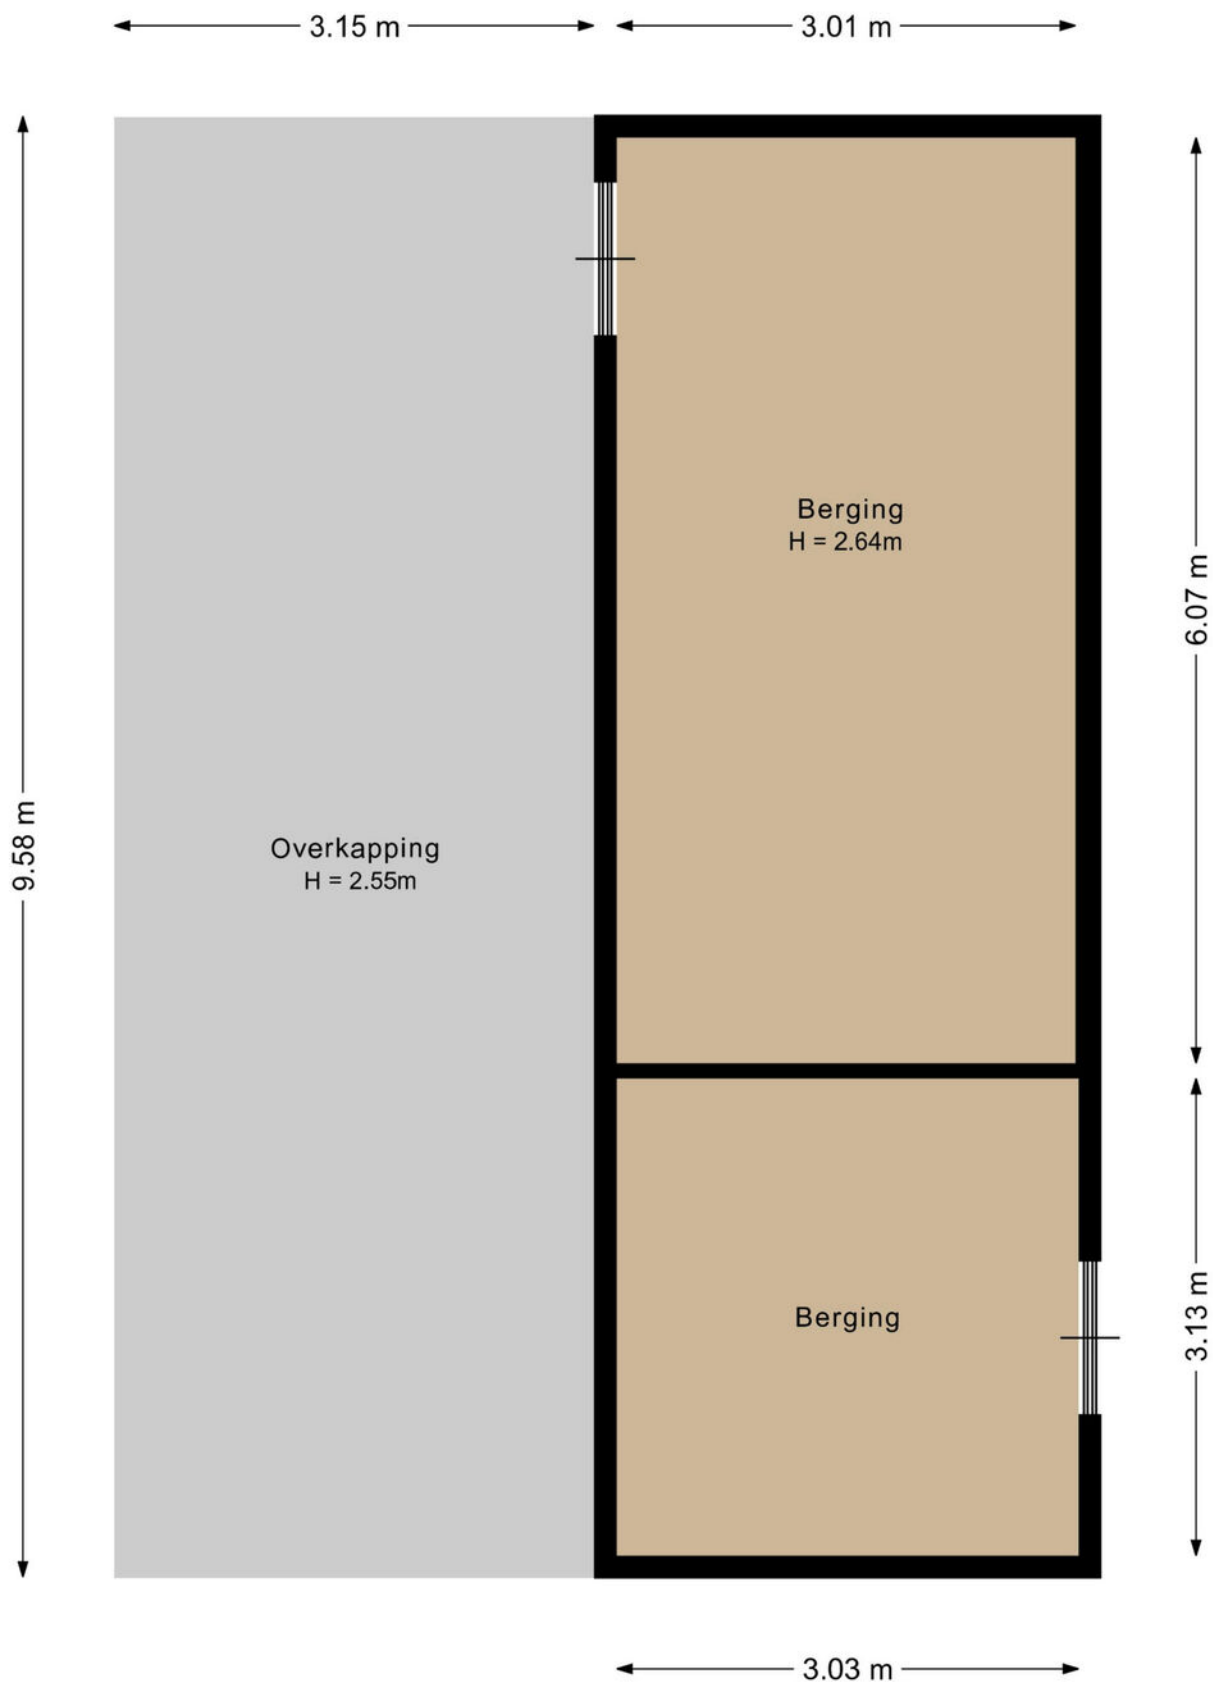 3.15 m
3.01 m
Berging
H = 2.64m
6.07 m
9.58 m
Overkapping
H = 2.55m
Berging
3.13 m
3.03 m